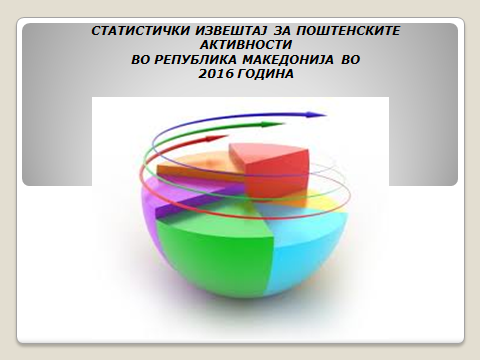 СТАТИСТИЧКИ ИЗВЕШТАЈ ЗА ПОШТЕНСКИТЕ
АКТИВНОСТИ
ВО РЕПУБЛИКА МАКЕДОНИЈА ВО
2016 ГОДИНА